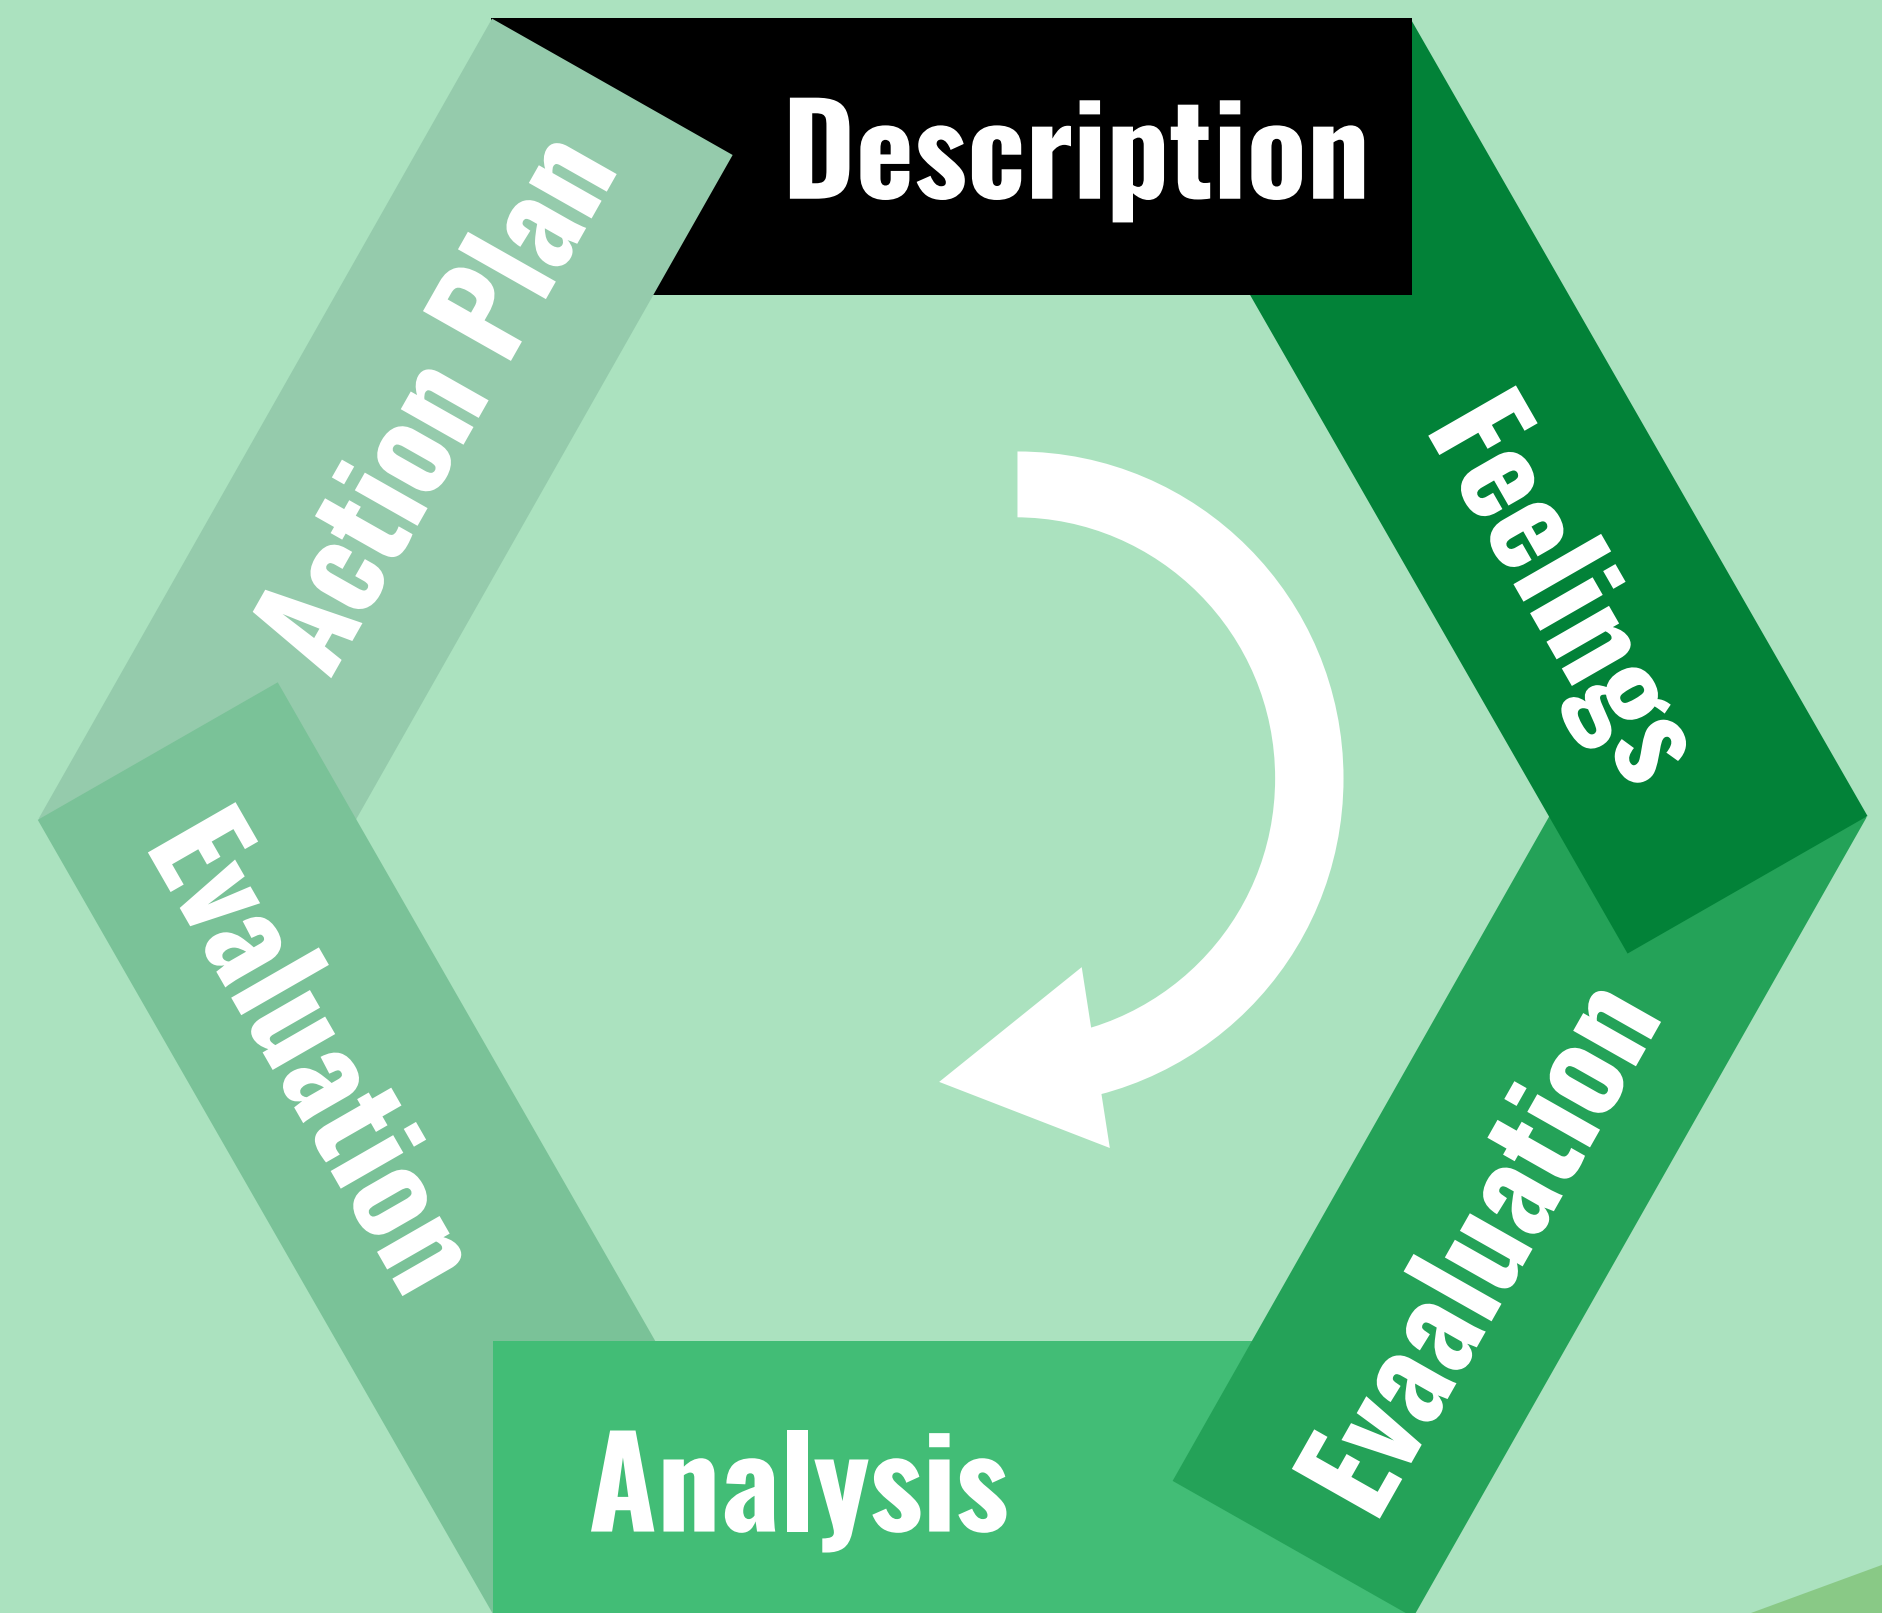 Description
Feelings
Evaaluation
Analysis
Evaluation
Action Plan